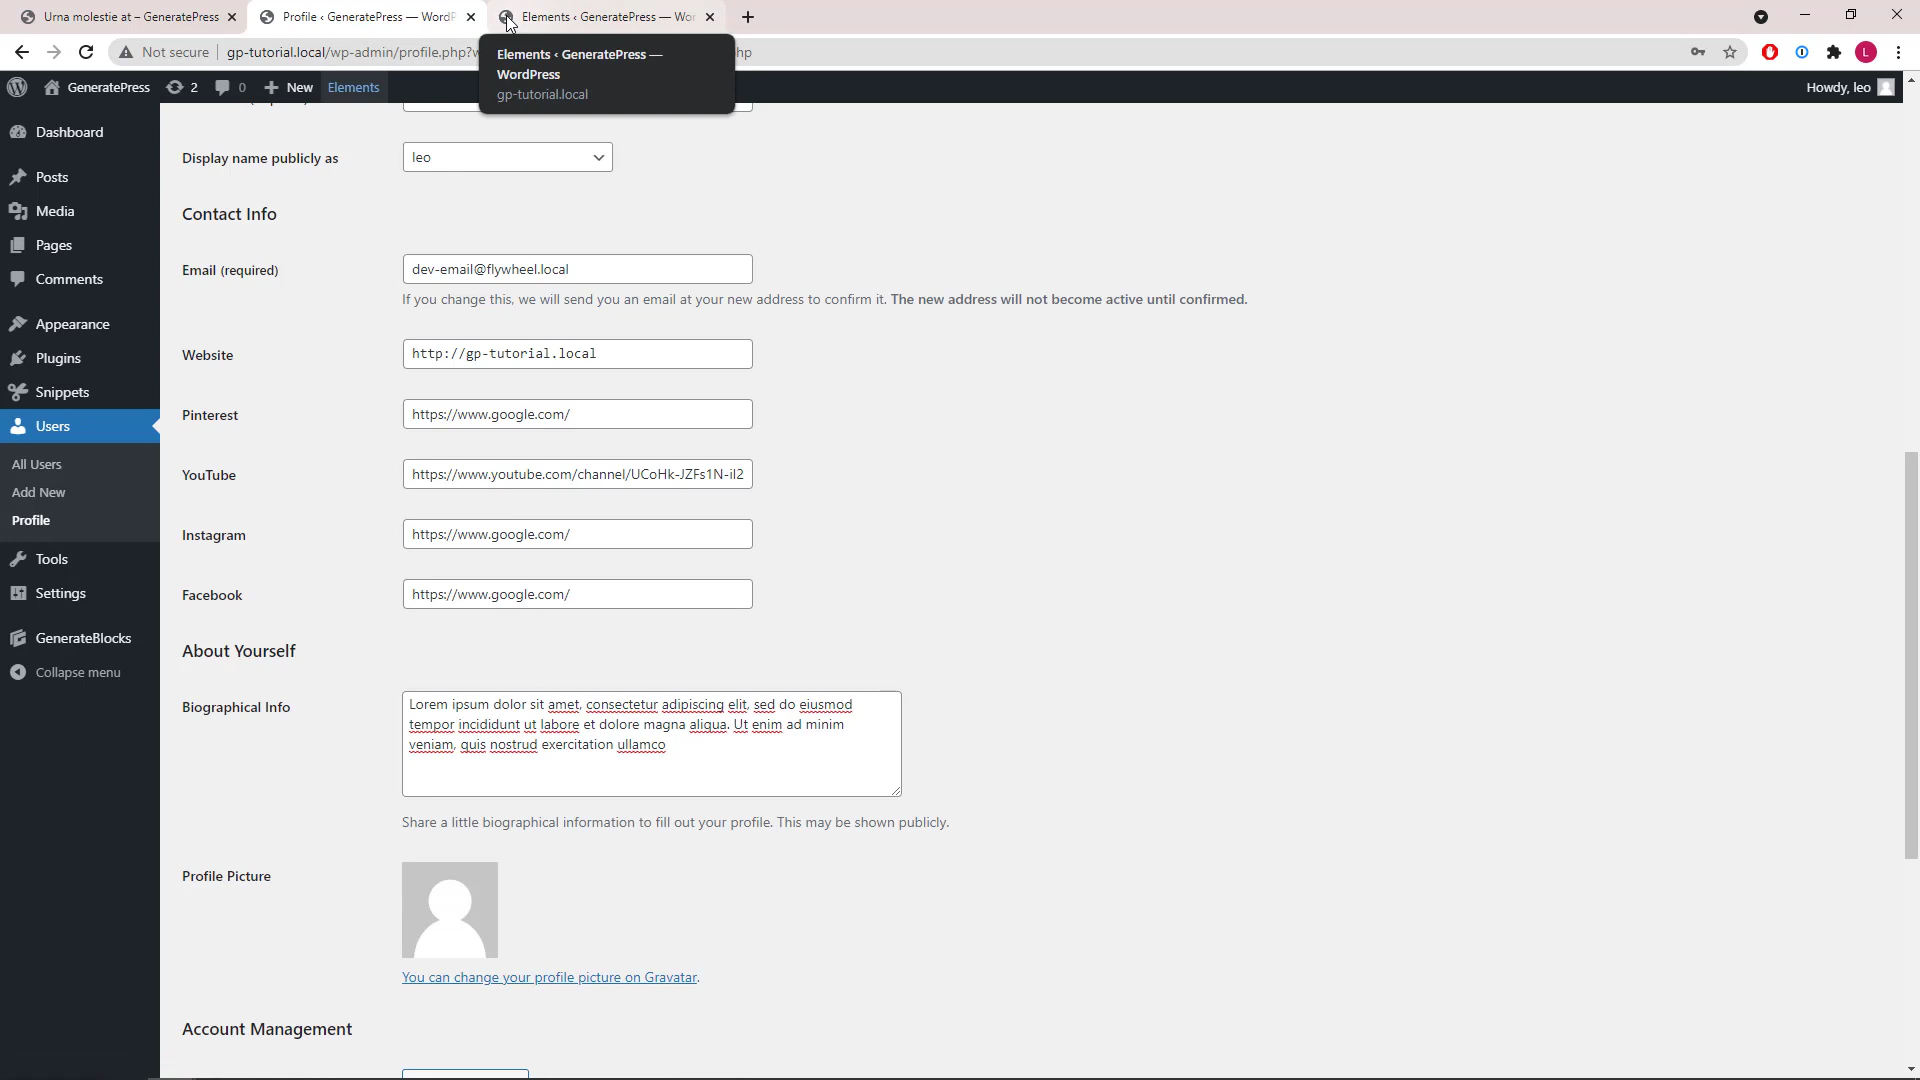 Urna molestie at – GeneratePress
Profile ‹ GeneratePress — WordP
Elements ‹ GeneratePress — Wor
Not secure
gp-tutorial.local/wp-admin/profile.php?w
hp
Elements ‹ GeneratePress —
WordPress
gp-tutorial.local
GeneratePress
2
0
New
Elements
Howdy, leo
Dashboard
Posts
Media
Pages
Comments
Appearance
Plugins
Snippets
Users
All Users
Add New
Profile
Tools
Settings
GenerateBlocks
Collapse menu
Display name publicly as
leo
Contact Info
Email (required)
dev-email@flywheel.local
If you change this, we will send you an email at your new address to confirm it. The new address will not become active until confirmed.
Website
http://gp-tutorial.local
Pinterest
https://www.google.com/
YouTube
https://www.youtube.com/channel/UCoHk-JZFs1N-il2
Instagram
https://www.google.com/
Facebook
https://www.google.com/
About Yourself
Biographical Info
Lorem ipsum dolor sit amet, consectetur adipiscing elit, sed do eiusmod
tempor incididunt ut labore et dolore magna aliqua. Ut enim ad minim
veniam, quis nostrud exercitation ullamco
Share a little biographical information to fill out your profile. This may be shown publicly.
Profile Picture
You can change your profile picture on Gravatar.
Account Management